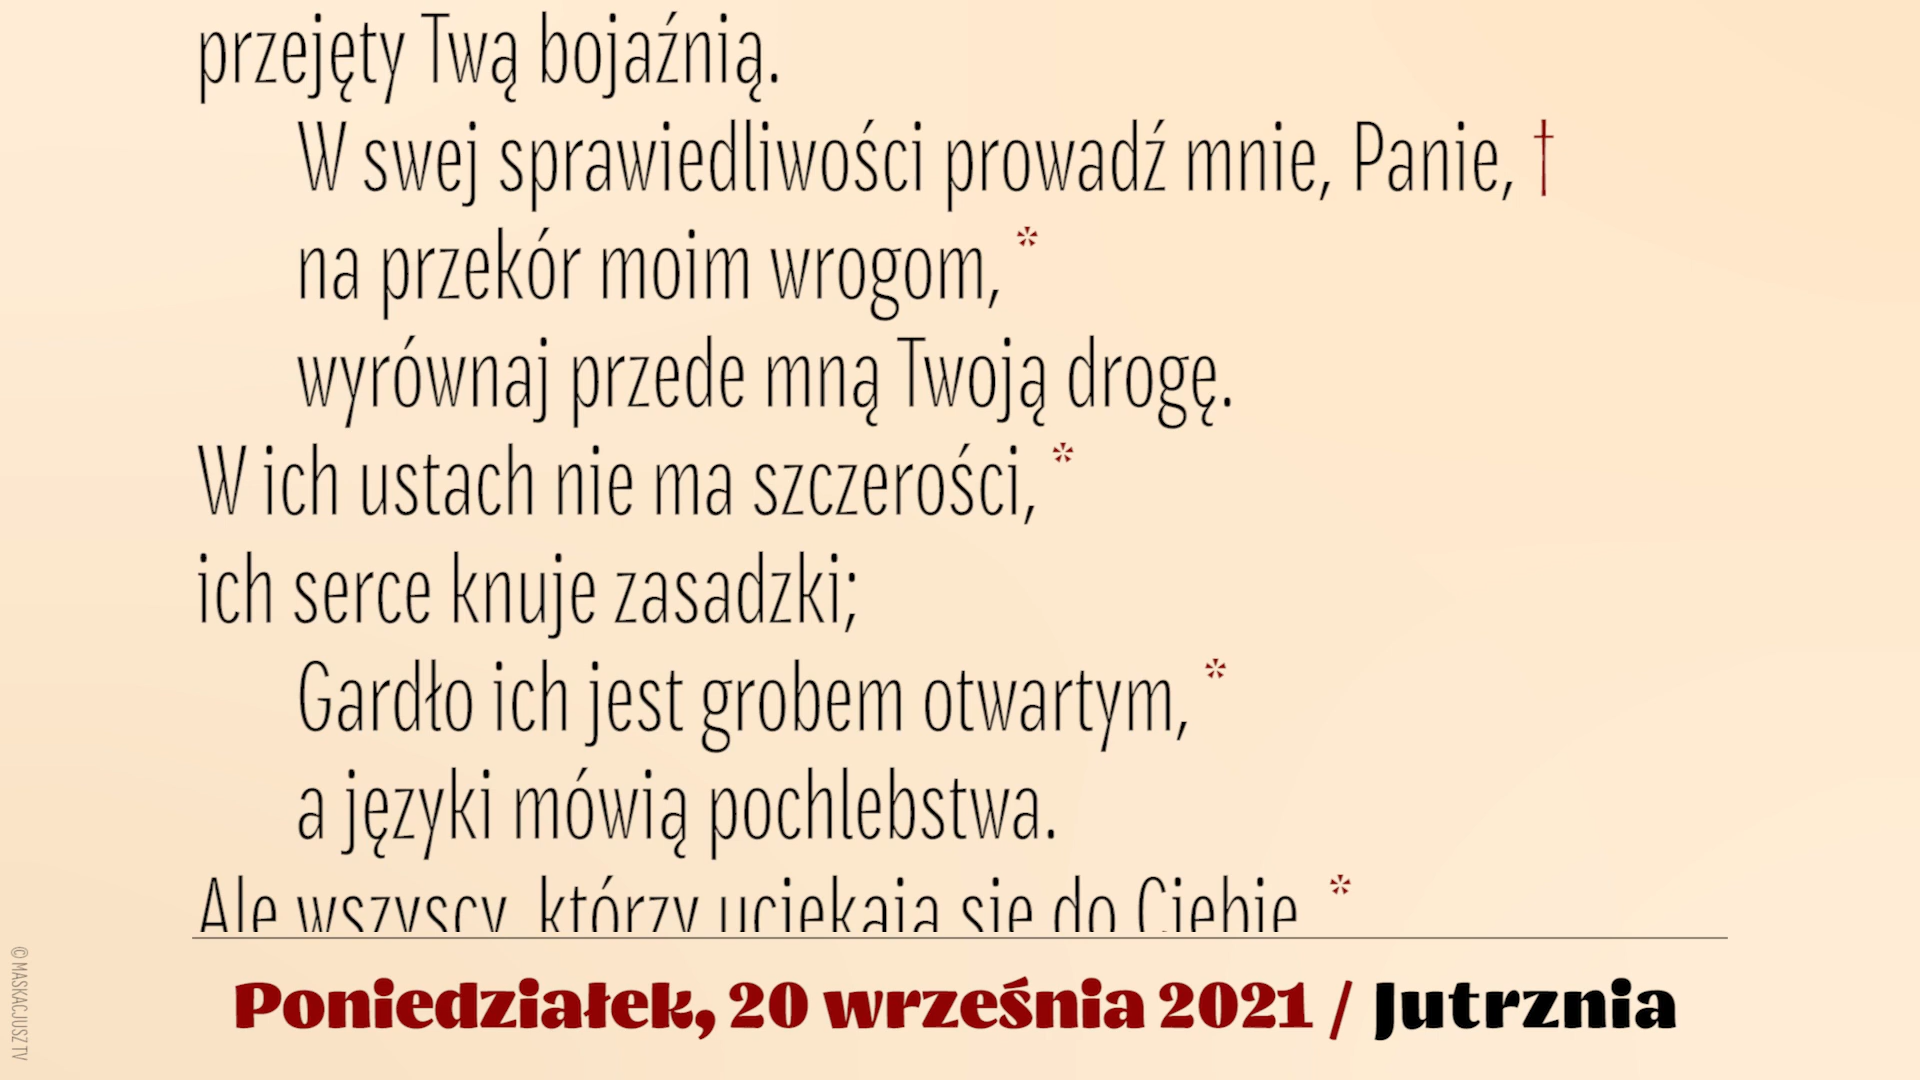 przejęty Twą bojaźnią.
W swej sprawiedliwości prowadź mnie, Panie, †
na przekór moim wrogom, *
wyrównaj przede mną Twoją drogę.
W ich ustach nie ma szczerości, *
ich serce knuje zasadzki;
Gardło ich jest grobem otwartym, *
a języki mówią pochlebstwa.
Ale wszyscy, którzy uciekają się do Ciebie, *
Poniedziałek, 20 września 2021 / Jutrznia
© MASKACJUSZ TV